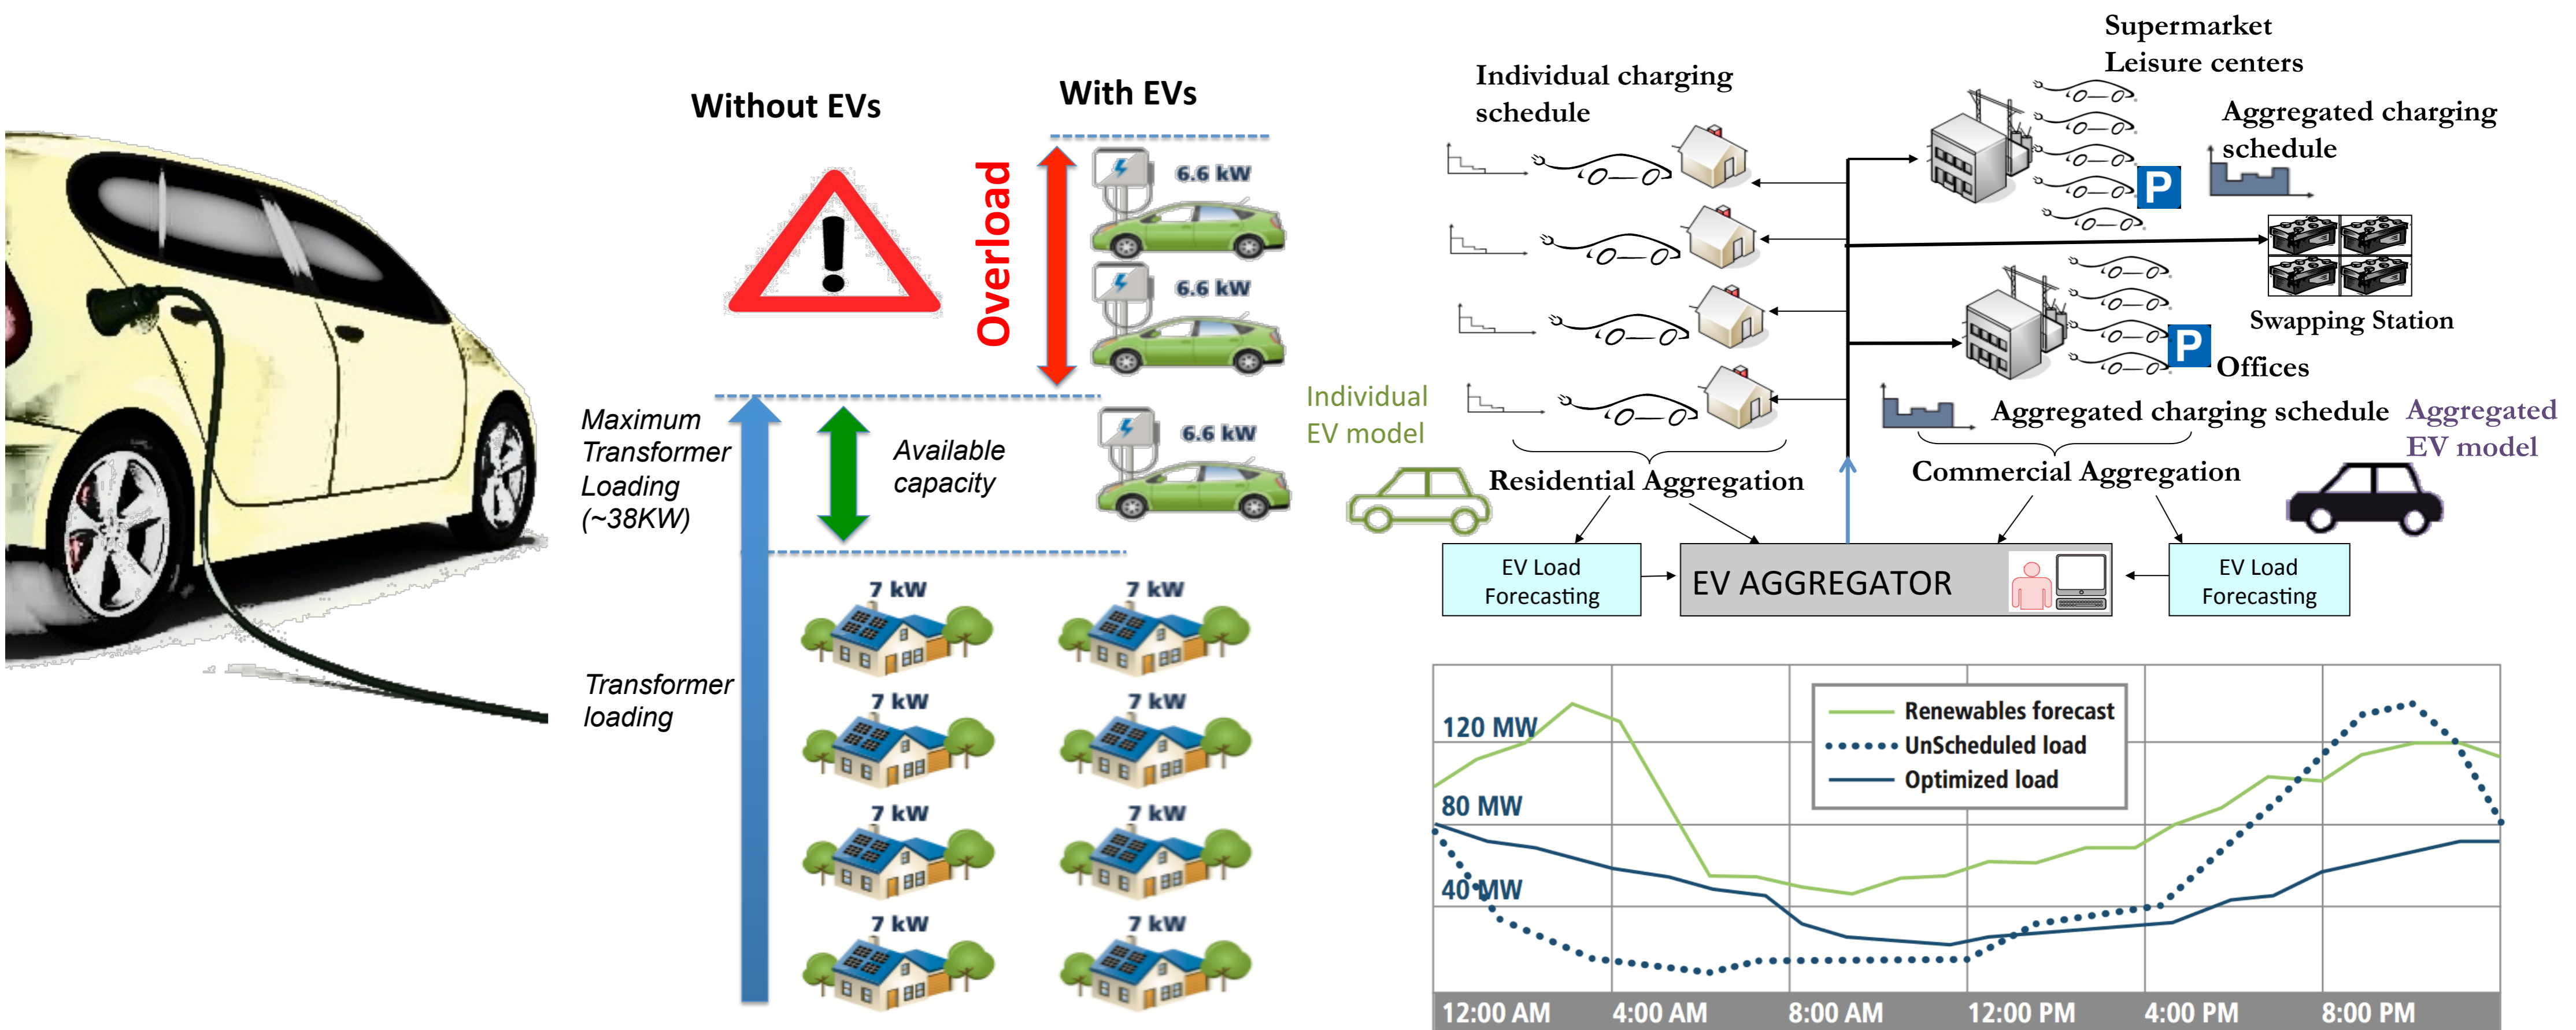 Without EVs
With EVs
Overload
6.6 kW
6.6 kW
6.6 kW
Maximum
Transformer
Loading
(~38KW)
Available
capacity
Transformer
loading
7 kW
7 kW
7 kW
7 kW
7 kW
7 kW
7 kW
7 kW
Individual charging
schedule
Supermarket
Leisure centers
Aggregated charging
schedule
P
Swapping Station
P
Offices
Aggregated charging schedule
Individual
EV model
Aggregated
EV model
Residential Aggregation
Commercial Aggregation
EV Load
Forecasting
EV AGGREGATOR
EV Load
Forecasting
Renewables forecast
UnScheduled load
Optimized load
120 MW
80 MW
40 MW
12:00 AM
4:00 AM
8:00 AM
12:00 PM
4:00 PM
8:00 PM